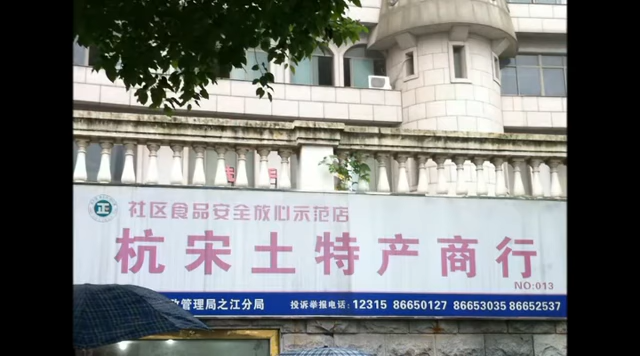 正
社区食品安全放心示范店
杭宋土特产商行
NO:013
管理局之江分局 投诉举报电话: 12315 86650127 86653035 86652537